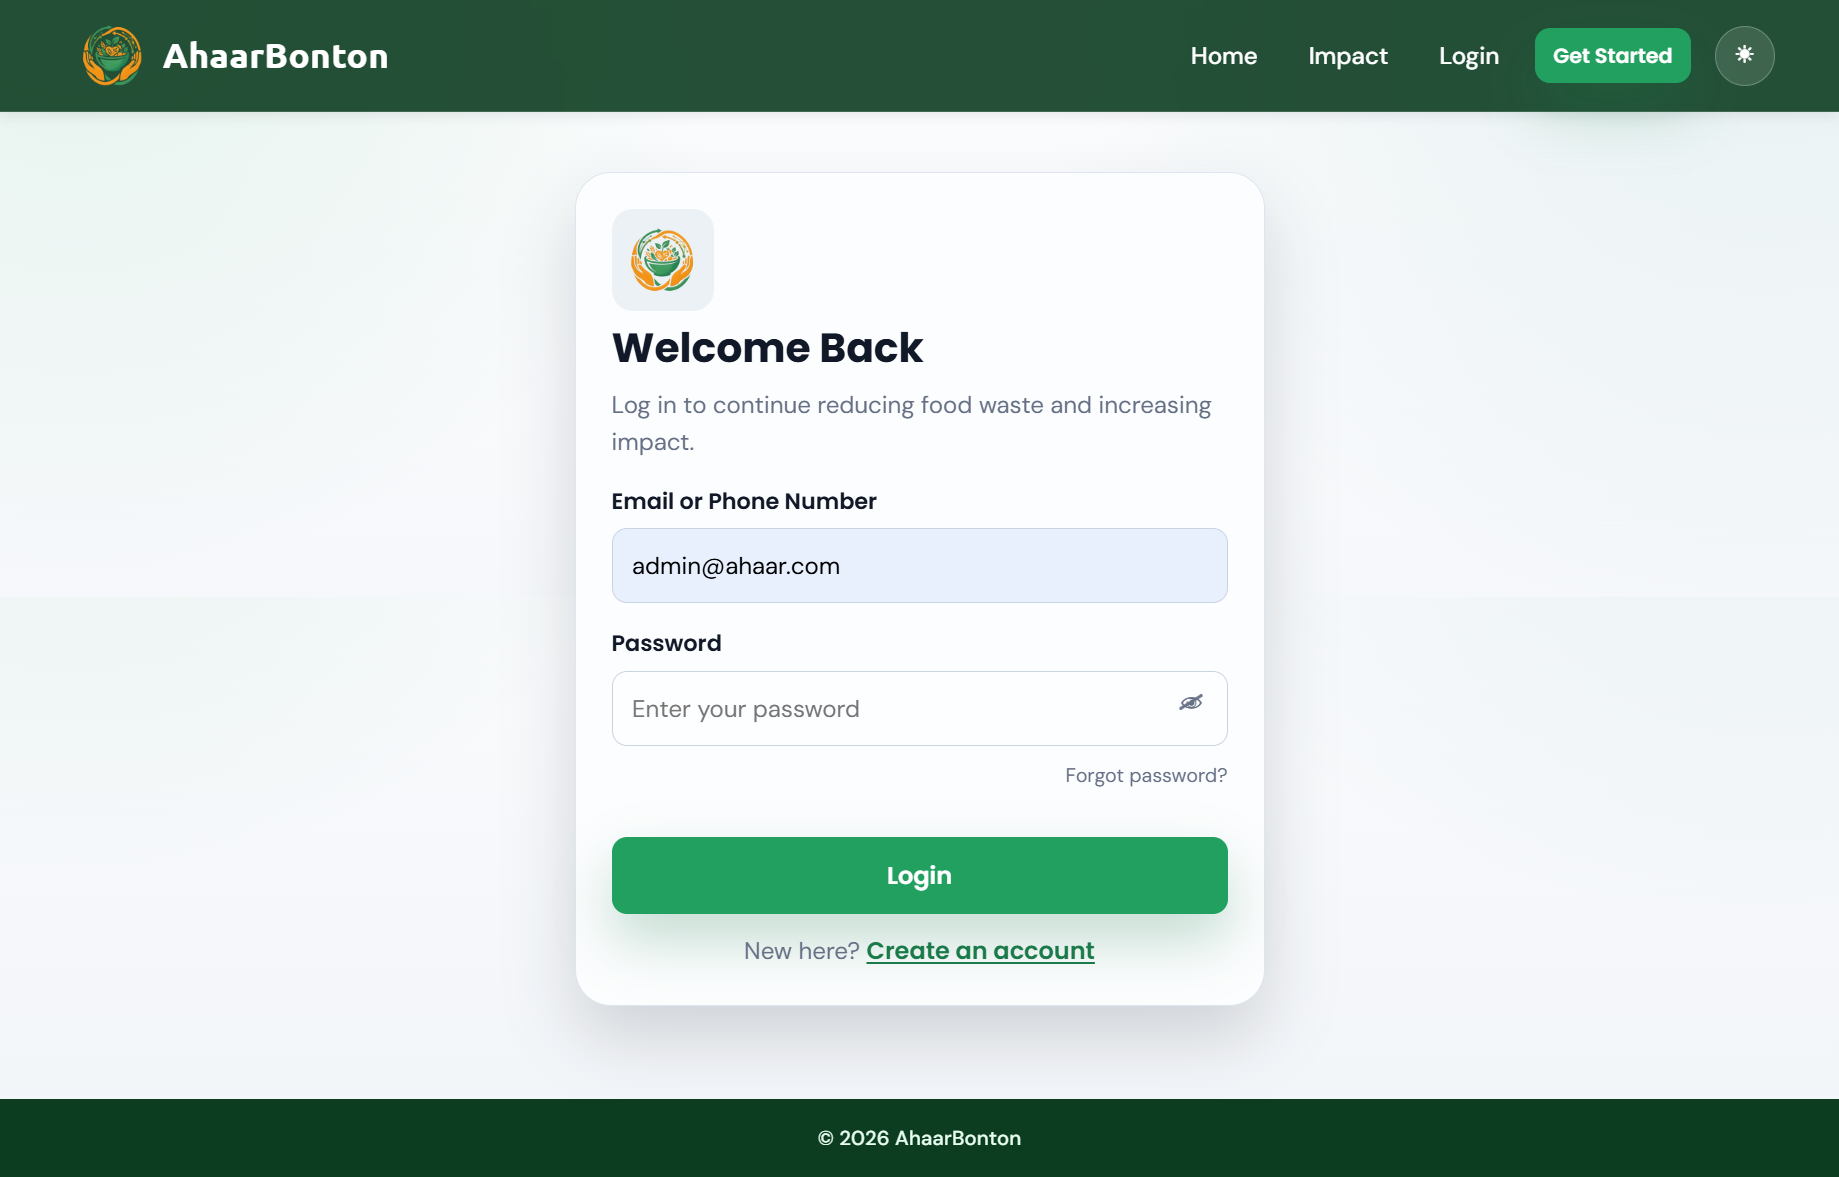 AhaarBonton
Home
Impact
Login
Get Started
Welcome Back
Log in to continue reducing food waste and increasing
impact.
Email or Phone Number
admin@ahaar.com
Password
Enter your password
Forgot password?
Login
New here? Create an account
© 2026 AhaarBonton